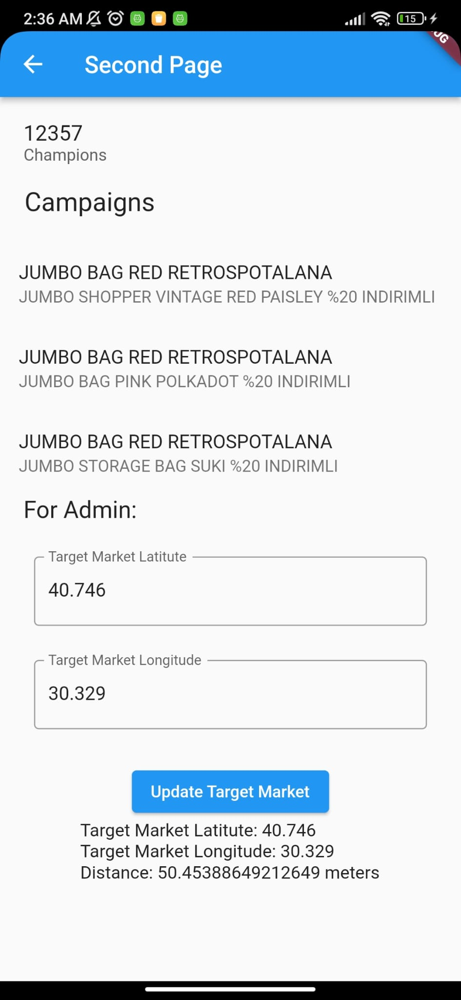 2:36 AM
15
UG
Second Page
12357
Champions
Campaigns
JUMBO BAG RED RETROSPOTALANA
JUMBO SHOPPER VINTAGE RED PAISLEY %20 INDIRIMLI
JUMBO BAG RED RETROSPOTALANA
JUMBO BAG PINK POLKADOT %20 INDIRIMLI
JUMBO BAG RED RETROSPOTALANA
JUMBO STORAGE BAG SUKI %20 INDIRIMLI
For Admin:
Target Market Latitute
40.746
Target Market Longitude
30.329
Update Target Market
Target Market Latitute: 40.746
Target Market Longitude: 30.329
Distance: 50.45388649212649 meters